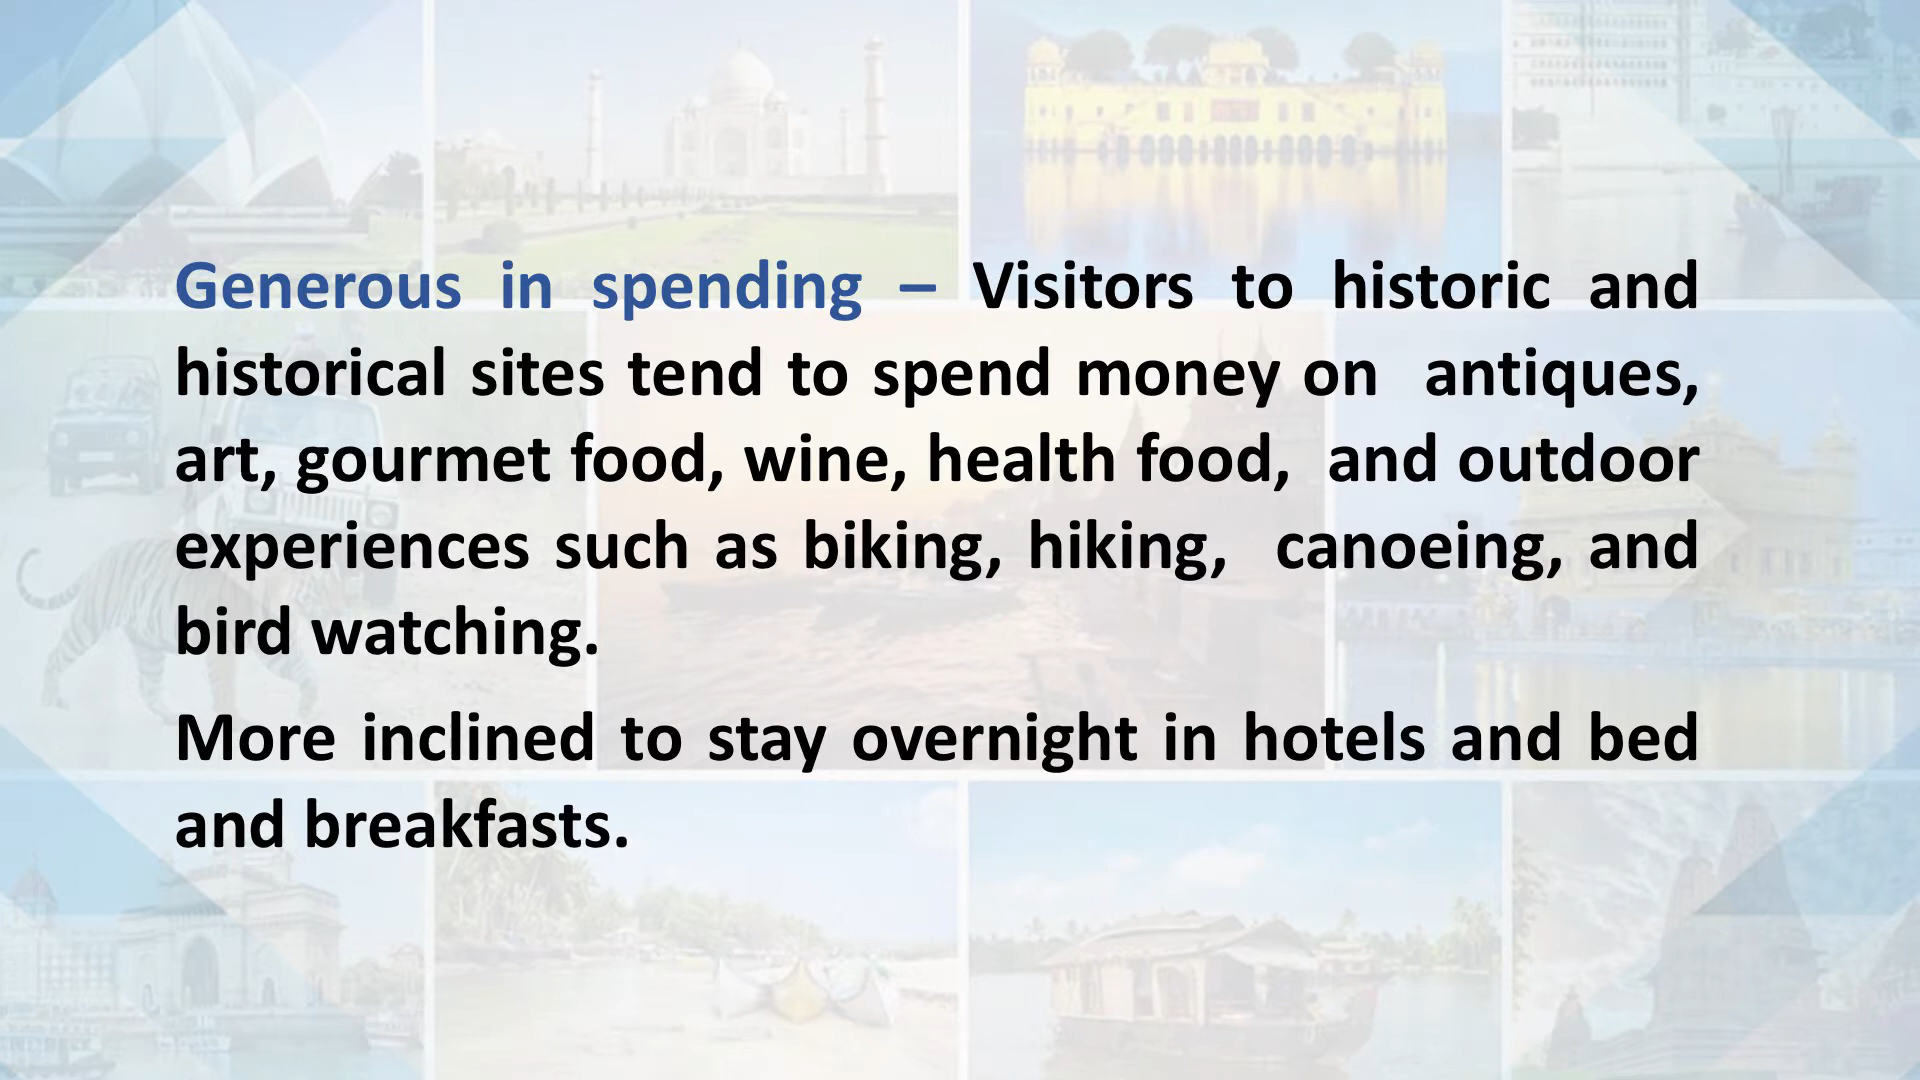 Generous in spending – Visitors to historic and
historical sites tend to spend money on antiques,
art, gourmet food, wine, health food, and outdoor
experiences such as biking, hiking, canoeing, and
bird watching.
More inclined to stay overnight in hotels and bed
and breakfasts.